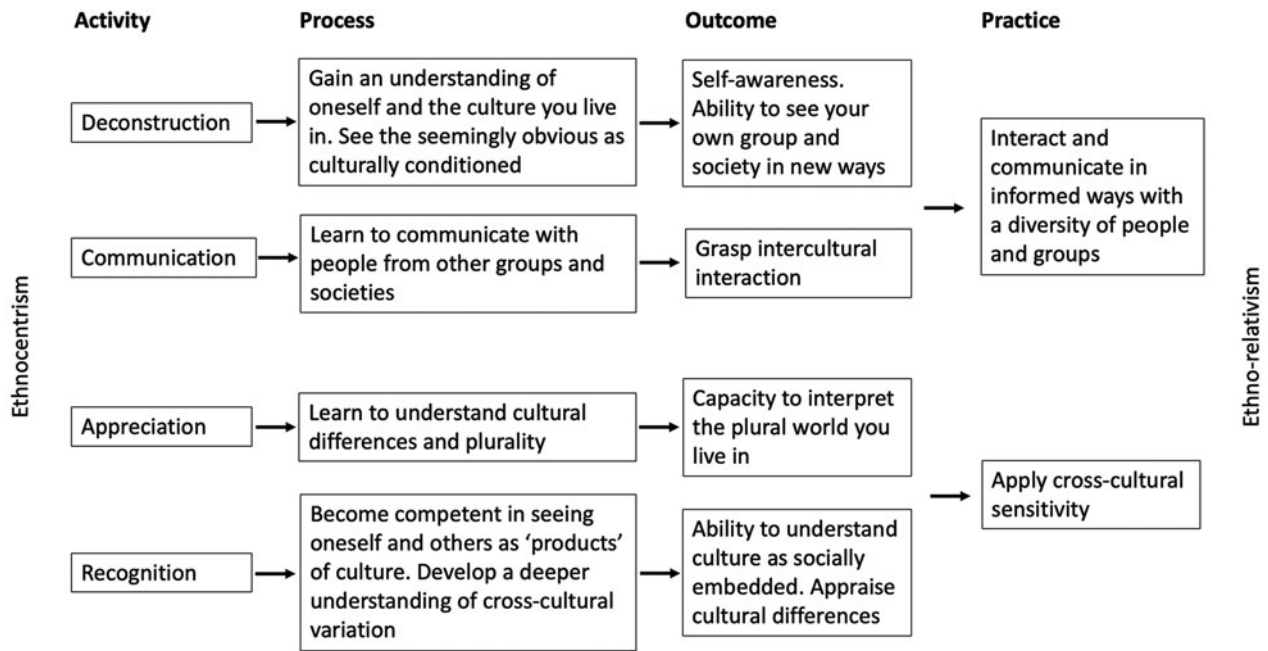 Activity
Process
Outcome
Practice
Ethnocentrism
Deconstruction
Gain an understanding of
oneself and the culture you live
in. See the seemingly obvious as
culturally conditioned
Self-awareness.
Ability to see your
own group and
society in new ways
Communication
Learn to communicate with
people from other groups and
societies
Grasp intercultural
interaction
Interact and
communicate in
informed ways with
a diversity of people
and groups
Appreciation
Learn to understand cultural
differences and plurality
Capacity to interpret
the plural world you
live in
Recognition
Become competent in seeing
oneself and others as ‘products’
of culture. Develop a deeper
understanding of cross-cultural
variation
Ability to understand
culture as socially
embedded. Appraise
cultural differences
Apply cross-cultural
sensitivity
Ethno-relativism